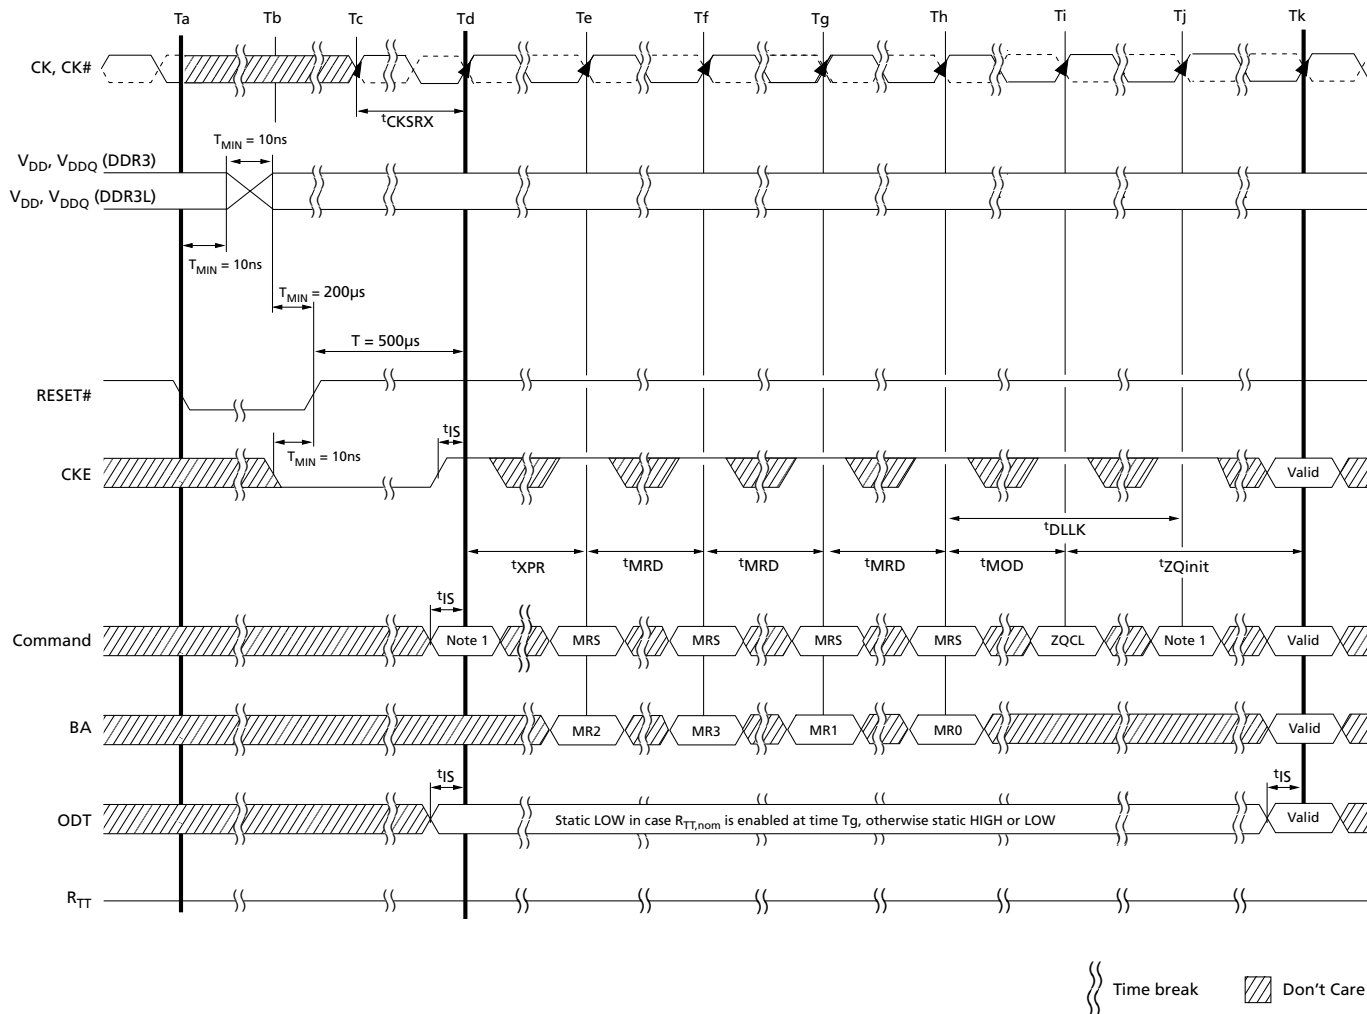 Ta Tb Tc Td Te Tf Tg Th Ti Tj Tk
CK, CK#
tCKSRX
TMIN = 10ns
VDD, VDDQ (DDR3)
VDD, VDDQ (DDR3L)
TMIN = 10ns
TMIN = 200µs
T = 500µs
RESET#
tIS
TMIN = 10ns
CKE
Valid
tDLLK
tXPR tMRD tMRD tMRD tMOD tZQinit
tIS
Command Note 1 MRS MRS MRS MRS ZQCL Note 1 Valid
BA MR2 MR3 MR1 MR0 Valid
tIS tIS
ODT Static LOW in case RTT,nom is enabled at time Tg, otherwise static HIGH or LOW Valid
RTT
Time break Don't Care